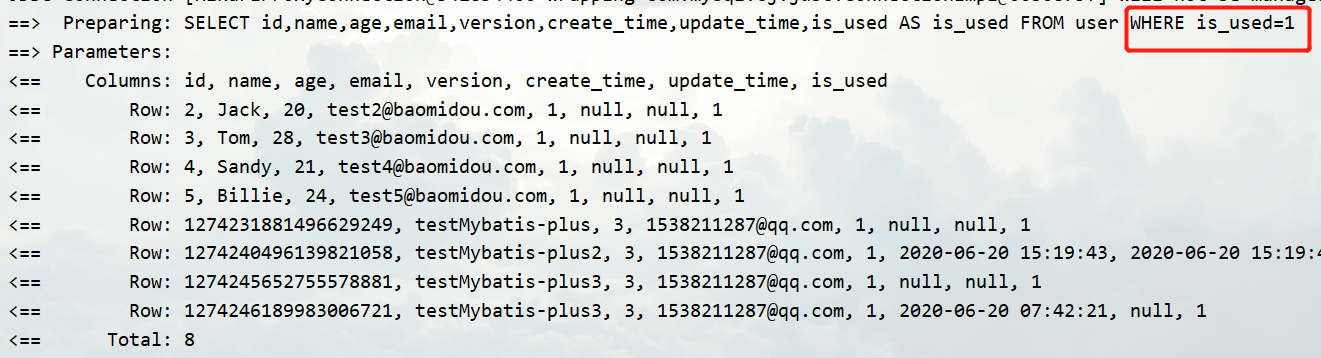 ==>  Preparing: SELECT id,name,age,email,version,create_time,update_time,is_used AS is_used FROM user WHERE is_used=1
==> Parameters:
<==    Columns: id, name, age, email, version, create_time, update_time, is_used
<==        Row: 2, Jack, 20, test2@baomidou.com, 1, null, null, 1
<==        Row: 3, Tom, 28, test3@baomidou.com, 1, null, null, 1
<==        Row: 4, Sandy, 21, test4@baomidou.com, 1, null, null, 1
<==        Row: 5, Billie, 24, test5@baomidou.com, 1, null, null, 1
<==        Row: 1274231881496629249, testMybatis-plus, 3, 1538211287@qq.com, 1, null, null, 1
<==        Row: 1274240496139821058, testMybatis-plus2, 3, 1538211287@qq.com, 1, 2020-06-20 15:19:43, 2020-06-20 15:19:4
<==        Row: 1274245652755578881, testMybatis-plus3, 3, 1538211287@qq.com, 1, null, null, 1
<==        Row: 1274246189983006721, testMybatis-plus3, 3, 1538211287@qq.com, 1, 2020-06-20 07:42:21, null, 1
<==      Total: 8